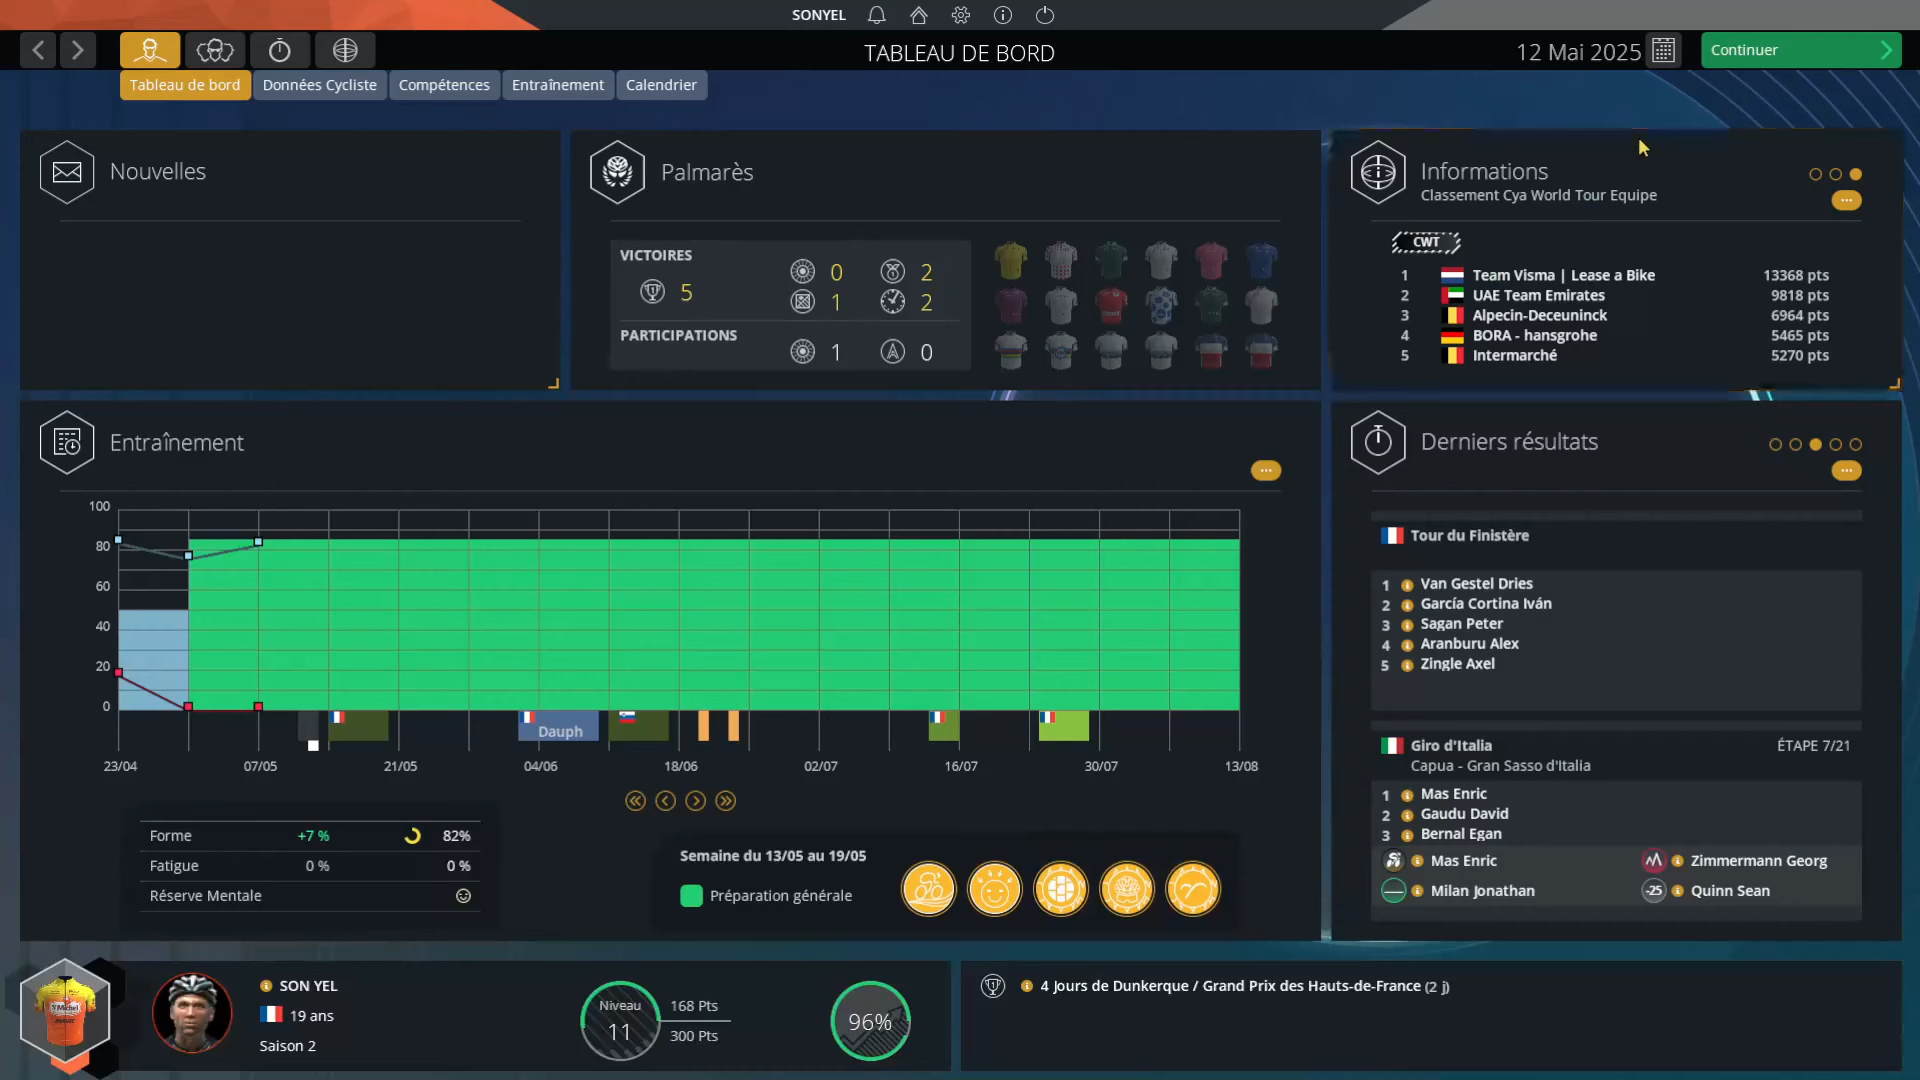 SONYEL
TABLEAU DE BORD
12 Mai 2025
Continuer
Tableau de bord
Données Cycliste
Compétences
Entraînement
Calendrier
Nouvelles
Palmarès
VICTOIRES
5
0
2
1
2
PARTICIPATIONS
1
0
Informations
Classement Cya World Tour Equipe
CWT
1 Team Visma | Lease a Bike 13368 pts
2 UAE Team Emirates 9818 pts
3 Alpecin-Deceuninck 6964 pts
4 BORA - hansgrohe 5465 pts
5 Intermarché 5270 pts
Entraînement
100
80
60
40
20
0
Dauph
23/04 07/05 21/05 04/06 18/06 02/07 16/07 30/07 13/08
Forme +7 % 82%
Fatigue 0 % 0 %
Réserve Mentale
Semaine du 13/05 au 19/05
Préparation générale
Derniers résultats
Tour du Finistère
1 Van Gestel Dries
2 García Cortina Iván
3 Sagan Peter
4 Aranburu Alex
5 Zingle Axel
Giro d'Italia ÉTAPE 7/21
Capua - Gran Sasso d'Italia
1 Mas Enric
2 Gaudu David
3 Bernal Egan
Mas Enric Zimmermann Georg
Milan Jonathan -25 Quinn Sean
SON YEL
19 ans
Saison 2
Niveau
11
168 Pts
300 Pts
96%
4 Jours de Dunkerque / Grand Prix des Hauts-de-France (2 j)